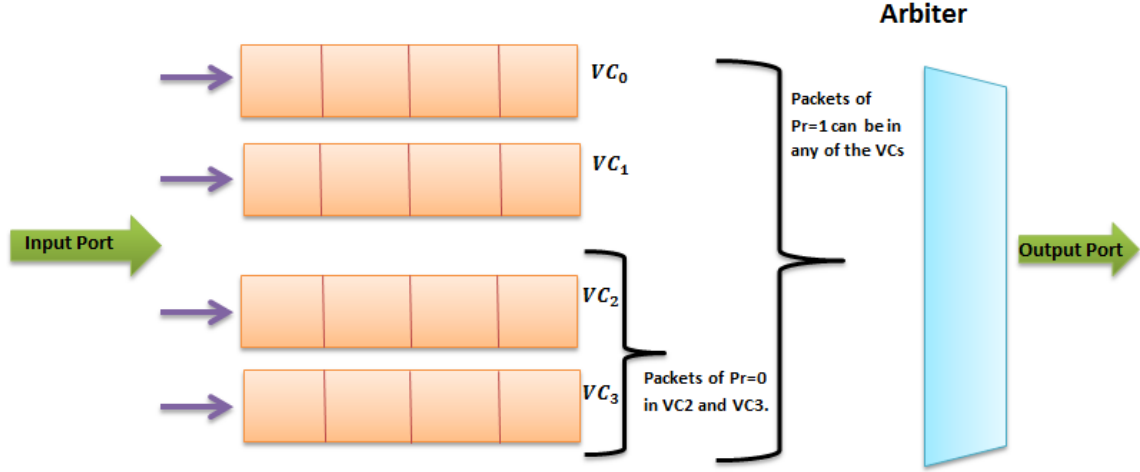 Arbiter
VC₀
Packets of
Pr=1 can be in
any of the VCs
VC₁
Input Port
Output Port
VC₂
Packets of Pr=0
in VC2 and VC3.
VC₃